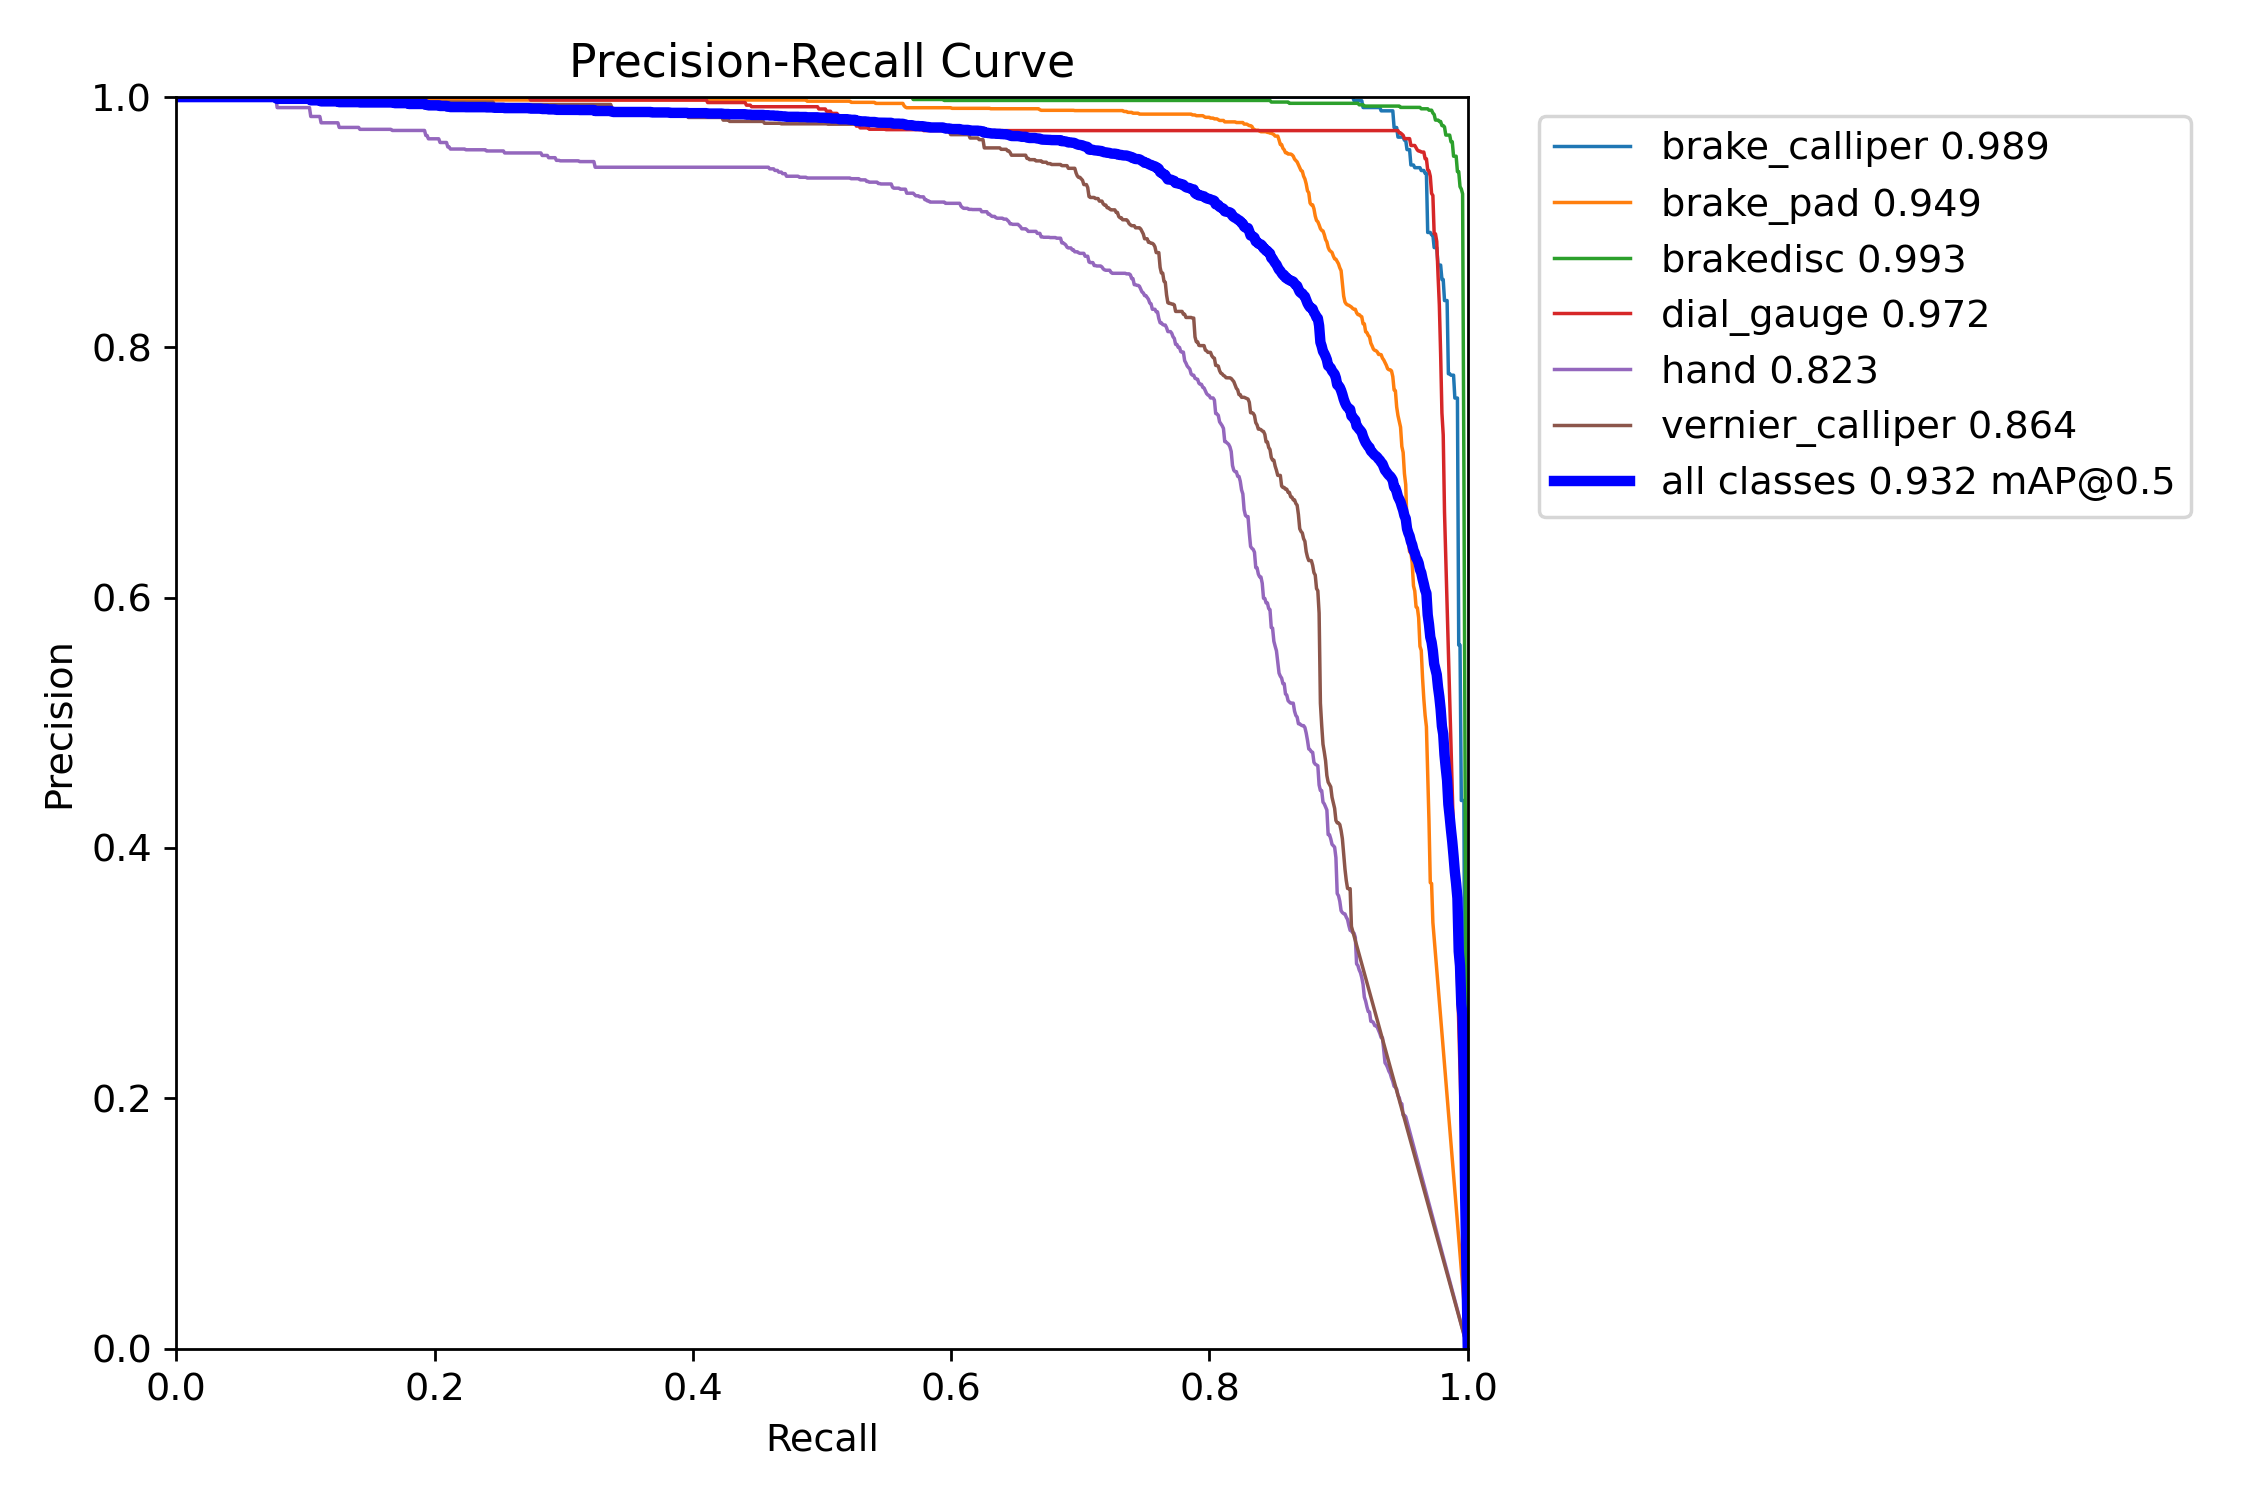 Precision-Recall Curve
1.0
0.8
0.6
0.4
0.2
0.0
Precision
0.0 0.2 0.4 0.6 0.8 1.0
Recall
brake_calliper 0.989
brake_pad 0.949
brakedisc 0.993
dial_gauge 0.972
hand 0.823
vernier_calliper 0.864
all classes 0.932 mAP@0.5